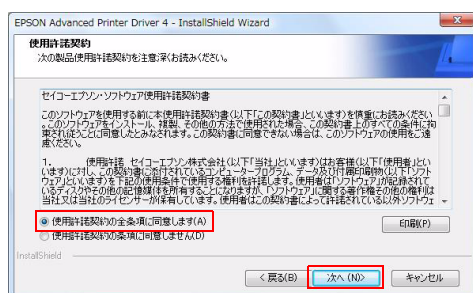 EPSON Advanced Printer Driver 4 - InstallShield Wizard
使用許諾契約
次の製品使用許諾契約を注意深くお読みください。
セイコーエプソン・ソフトウェア使用許諾契約書
このソフトウェアを使用する前に本使用許諾契約書(以下「この契約書」といいます)を慎重にお読みください
。このソフトウェアをインストール、複製、その他の方法で使用された場合、この契約書上のすべての条件に拘
束されることに同意したとみなされます。この契約書に同意できない場合は、このソフトウェアの使用をご遠
慮ください。
1. 使用許諾 セイコーエプソン株式会社(以下「当社」といいます)はお客様(以下「使用者」とい
います)に対し、この契約書に添付されているコンピュータープログラム、データ及び付属印刷物(以下「ソフト
ウェア」といいます)を下記の使用条件で使用する権利を許諾します。使用者は「ソフトウェア」が記録されて
いるディスクやその他の記憶媒体を所有することになりますが、「ソフトウェア」に関する著作権その他の権利は
当社又は当社のライセンサーが保有しています。使用者はこの契約書によって許諾されている以外ソフトウェ
使用許諾契約の全条項に同意します(A)
印刷(P)
使用許諾契約の条項に同意しません(D)
InstallShield
< 戻る(B)
次へ (N)>
キャンセル